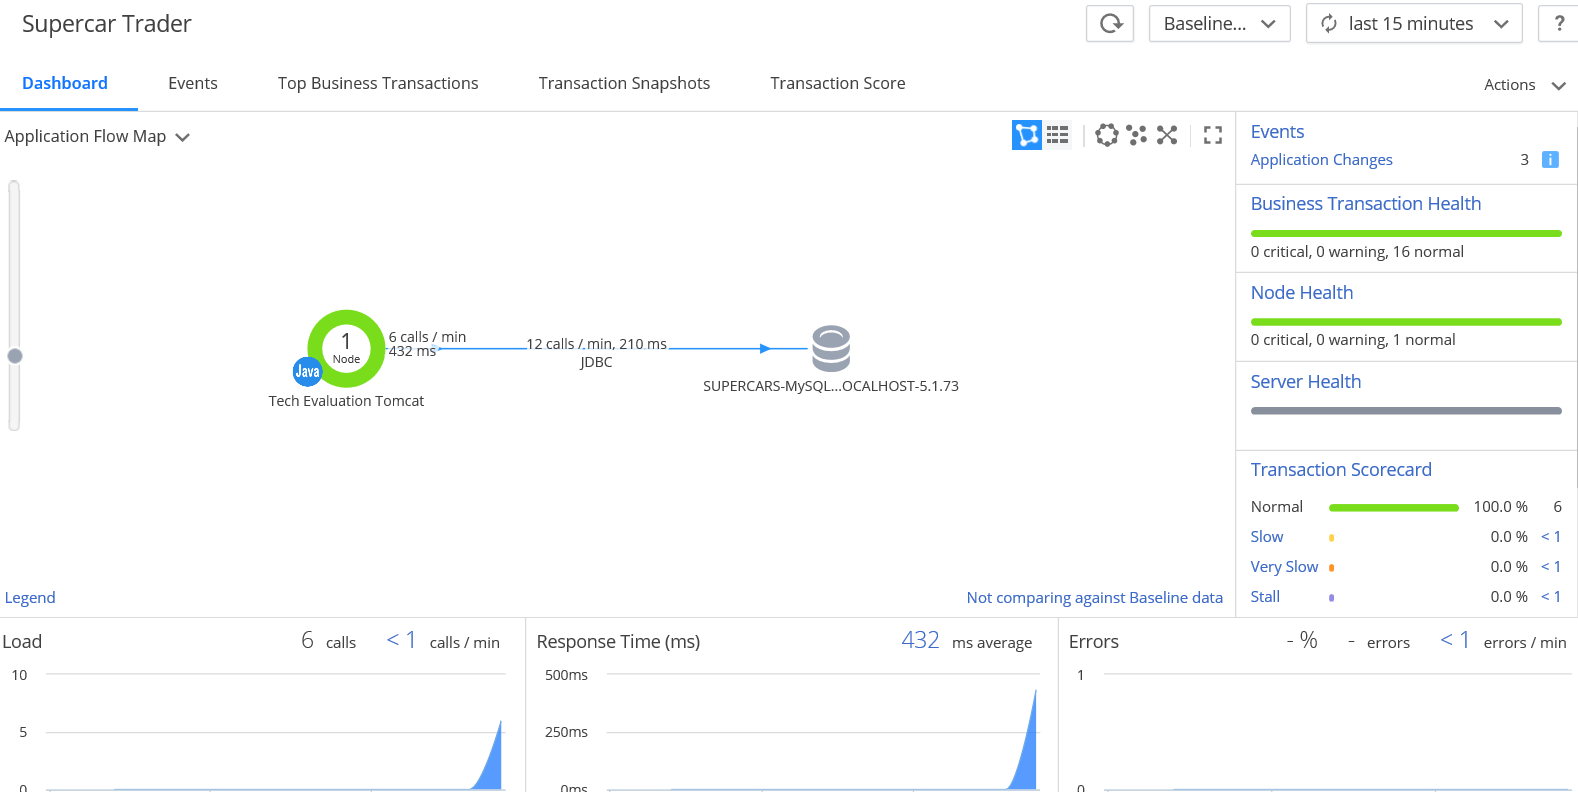 Supercar Trader
Baseline...
last 15 minutes
?
Dashboard
Events
Top Business Transactions
Transaction Snapshots
Transaction Score
Actions
Application Flow Map
1
Node
Java
Tech Evaluation Tomcat
6 calls / min
432 ms
12 calls / min, 210 ms
JDBC
SUPERCARS-MySQL...OCALHOST-5.1.73
Legend
Not comparing against Baseline data
Events
Application Changes 3 i
Business Transaction Health
0 critical, 0 warning, 16 normal
Node Health
0 critical, 0 warning, 1 normal
Server Health
Transaction Scorecard
Normal 100.0 % 6
Slow 0.0 % < 1
Very Slow 0.0 % < 1
Stall 0.0 % < 1
Load 6 calls < 1 calls / min
10
5
0
Response Time (ms) 432 ms average
500ms
250ms
0ms
Errors - % - errors < 1 errors / min
1
0